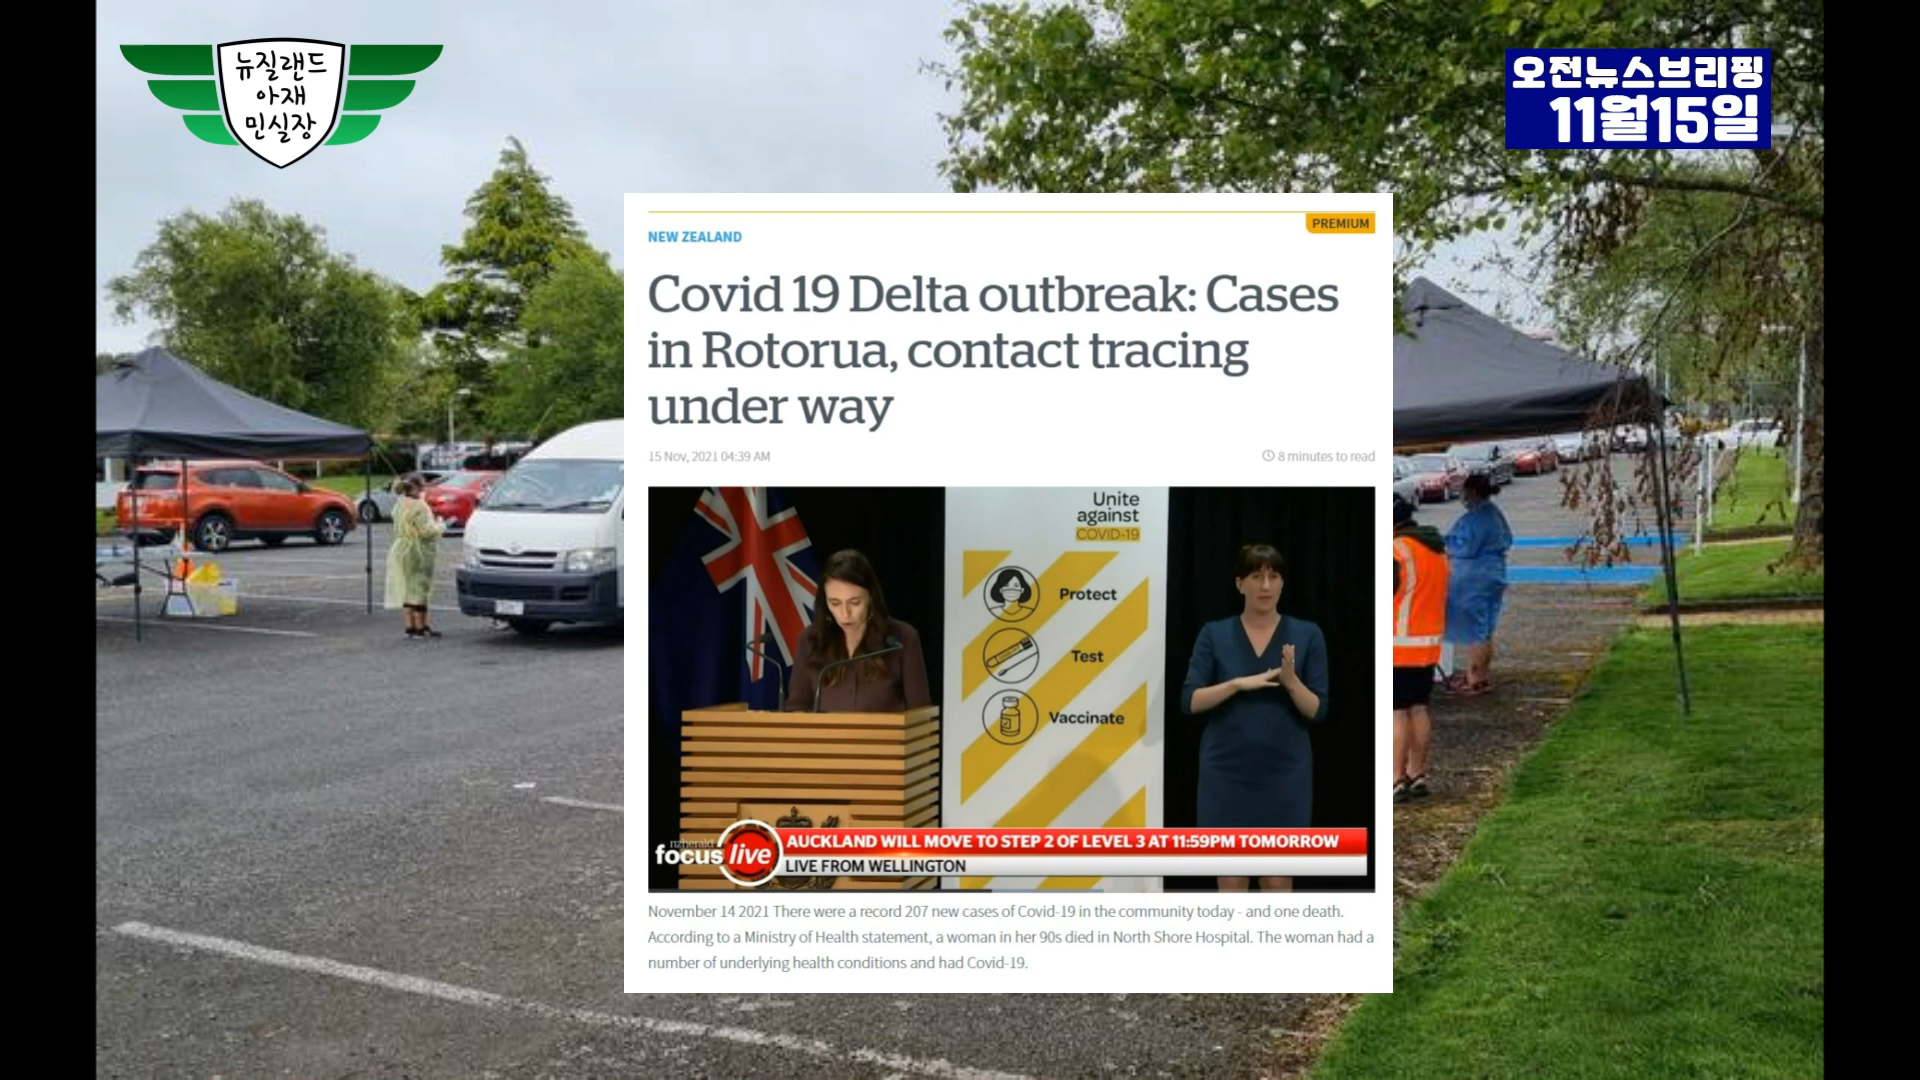 뉴질랜드
아재
민실장
오전뉴스브리핑
11월15일
PREMIUM
NEW ZEALAND
Covid 19 Delta outbreak: Cases
in Rotorua, contact tracing
under way
15 Nov, 2021 04:39 AM
8 minutes to read
Unite
against
COVID-19
Protect
Test
Vaccinate
nzherald
focus live
AUCKLAND WILL MOVE TO STEP 2 OF LEVEL 3 AT 11:59PM TOMORROW
LIVE FROM WELLINGTON
November 14 2021 There were a record 207 new cases of Covid-19 in the community today - and one death.
According to a Ministry of Health statement, a woman in her 90s died in North Shore Hospital. The woman had a
number of underlying health conditions and had Covid-19.